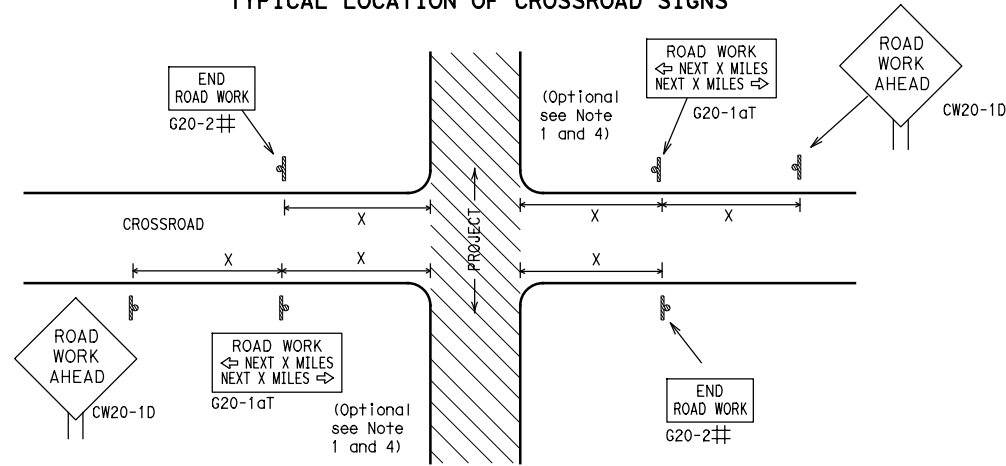 TYPICAL LOCATION OF CROSSROAD SIGNS
END
ROAD WORK
G20-2#
(Optional
see Note
1 and 4)
ROAD WORK
⇦ NEXT X MILES
NEXT X MILES ⇨
G20-1aT
ROAD
WORK
AHEAD
CW20-1D
X
X
X
CROSSROAD
PROJECT
X
X
X
ROAD
WORK
AHEAD
CW20-1D
ROAD WORK
⇦ NEXT X MILES
NEXT X MILES ⇨
G20-1aT
(Optional
see Note
1 and 4)
END
ROAD WORK
G20-2#